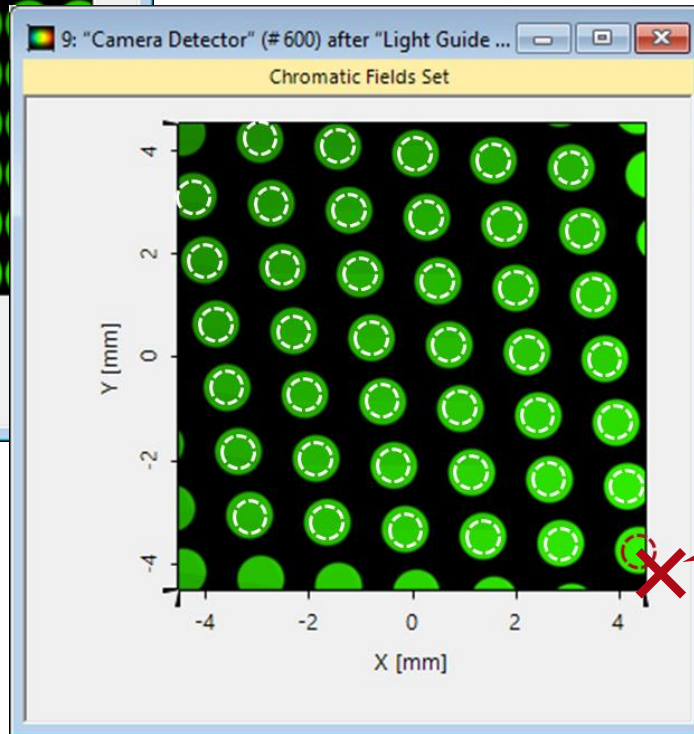 9: "Camera Detector" (# 600) after "Light Guide ...
Chromatic Fields Set
4
2
0
-2
-4
Y [mm]
-4 -2 0 2 4
X [mm]